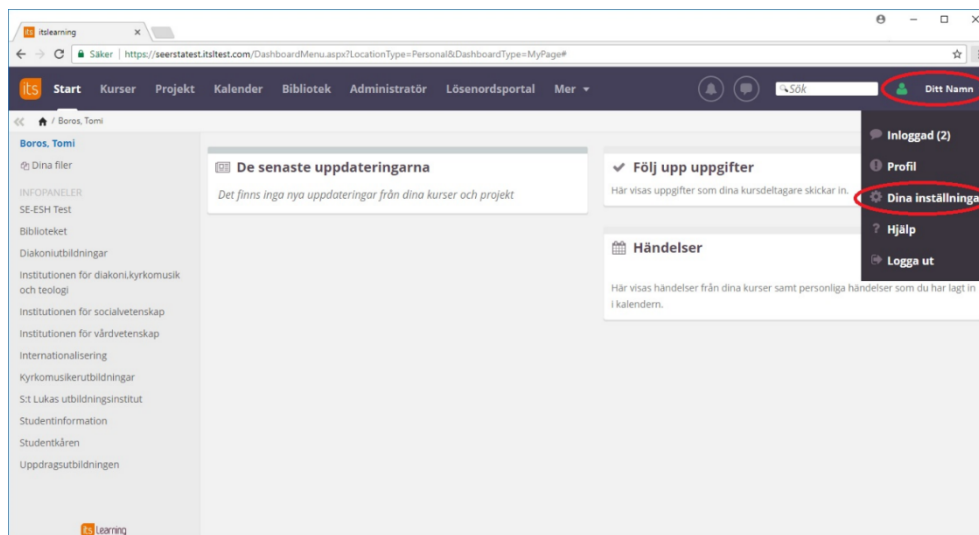 its itslearning
Säker https://seerstatest.itsltest.com/DashboardMenu.aspx?LocationType=Personal&DashboardType=MyPage#
its Start Kurser Projekt Kalender Bibliotek Administratör Lösenordsportal Mer Sök Ditt Namn
/ Boros, Tomi
Boros, Tomi
Dina filer
INFOPANELER
SE-ESH Test
Biblioteket
Diakoniutbildningar
Institutionen för diakoni,kyrkomusik
och teologi
Institutionen för socialvetenskap
Institutionen för vårdvetenskap
Internationalisering
Kyrkomusikerutbildningar
S:t Lukas utbildningsinstitut
Studentinformation
Studentkåren
Uppdragsutbildningen
its Learning
De senaste uppdateringarna
Det finns inga nya uppdateringar från dina kurser och projekt
Följ upp uppgifter
Här visas uppgifter som dina kursdeltagare skickar in.
Händelser
Här visas händelser från dina kurser samt personliga händelser som du har lagt in
i kalendern.
Inloggad (2)
Profil
Dina inställninga
? Hjälp
Logga ut